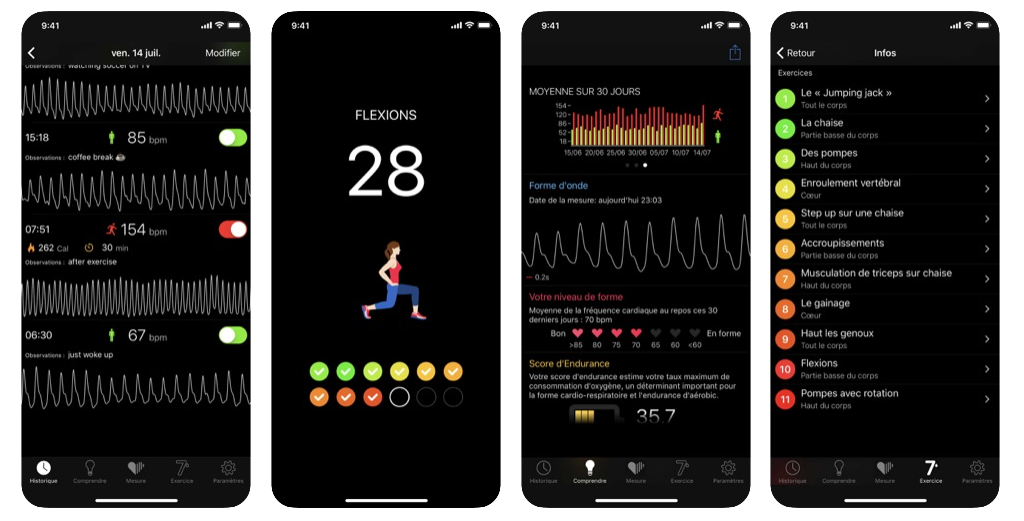 9:41
ven. 14 juil.
Modifier
Observations : watching soccer on TV
15:18
85 bpm
Observations : coffee break ☕
07:51
154 bpm
262 Cal
30 min
Observations : after exercise
06:30
67 bpm
Observations : just woke up
Historique
Comprendre
Mesure
Exercice
Paramètres
9:41
FLEXIONS
28
9:41
MOYENNE SUR 30 JOURS
154
120
86
52
18
15/06 20/06 25/06 30/06 05/07 10/07 14/07
Forme d'onde
Date de la mesure: aujourd'hui 23:03
0.2s
Votre niveau de forme
Moyenne de la fréquence cardiaque au repos ces 30
derniers jours : 70 bpm
Bon
En forme
>85 80 75 70 65 60 <60
Score d'Endurance
Votre score d'endurance estime votre taux maximum de
consommation d'oxygène, un déterminant important pour
la forme cardio-respiratoire et l'endurance d'aérobic.
35.7
Historique
Comprendre
Mesure
7
Exercice
Paramètres
9:41
Retour
Infos
Exercices
1
Le « Jumping jack »
Tout le corps
2
La chaise
Partie basse du corps
3
Des pompes
Haut du corps
4
Enroulement vertébral
Cœur
5
Step up sur une chaise
Tout le corps
6
Accroupissements
Partie basse du corps
7
Musculation de triceps sur chaise
Haut du corps
8
Le gainage
Cœur
9
Haut les genoux
Tout le corps
10
Flexions
Partie basse du corps
11
Pompes avec rotation
Haut du corps
Historique
Comprendre
Mesure
7
Exercice
Paramètres